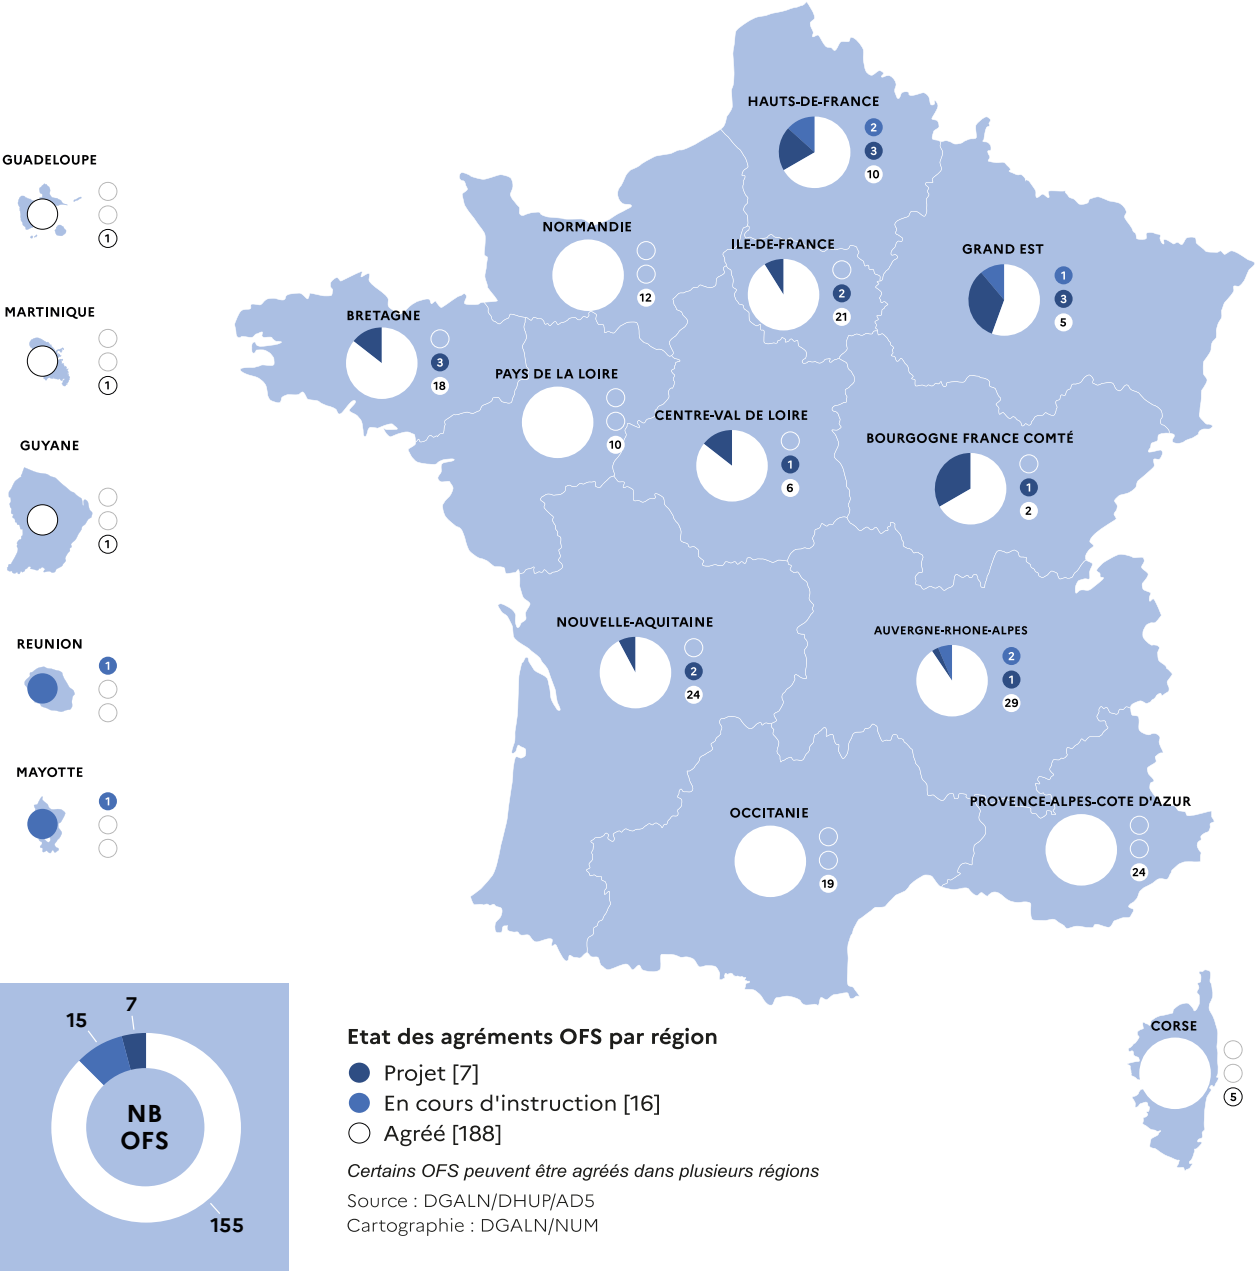 HAUTS-DE-FRANCE
2
3
10
GUADELOUPE
1
NORMANDIE
12
ILE-DE-FRANCE
2
21
GRAND EST
1
3
5
MARTINIQUE
1
BRETAGNE
3
18
PAYS DE LA LOIRE
10
CENTRE-VAL DE LOIRE
1
6
BOURGOGNE FRANCE COMTÉ
1
2
GUYANE
1
NOUVELLE-AQUITAINE
2
24
AUVERGNE-RHONE-ALPES
2
1
29
REUNION
1
MAYOTTE
1
OCCITANIE
19
PROVENCE-ALPES-COTE D'AZUR
24
CORSE
5
7
15
NB
OFS
155
Etat des agréments OFS par région
Projet [7]
En cours d'instruction [16]
Agréé [188]
Certains OFS peuvent être agréés dans plusieurs régions
Source : DGALN/DHUP/AD5
Cartographie : DGALN/NUM